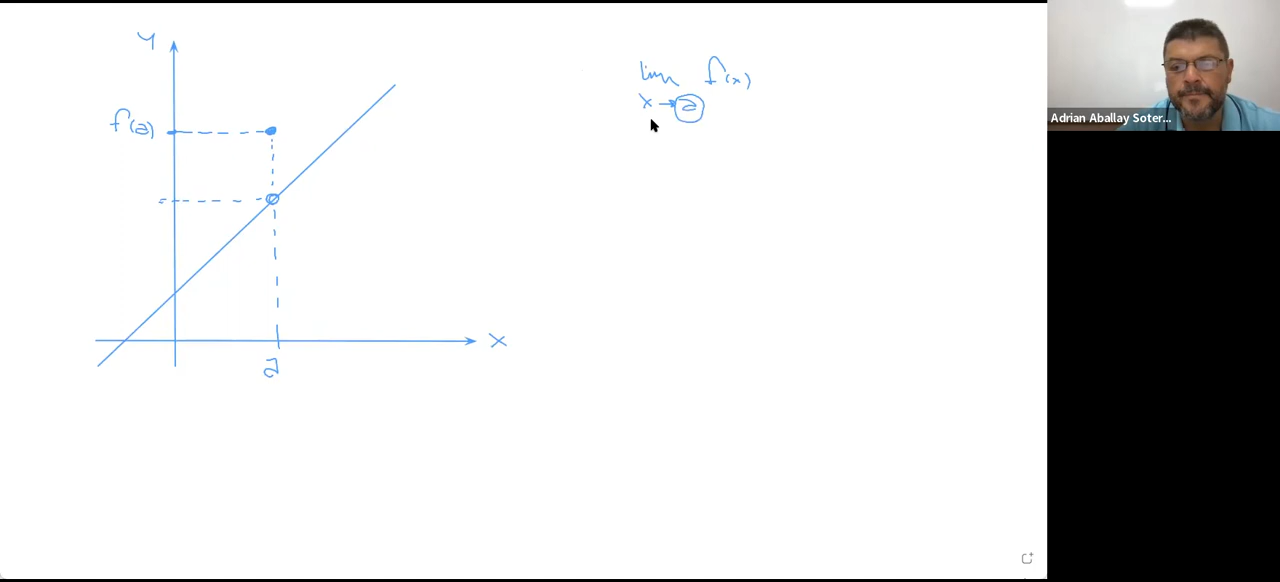 y
f(a)
x
a
lim f(x)
x→a
Adrian Aballay Soter...